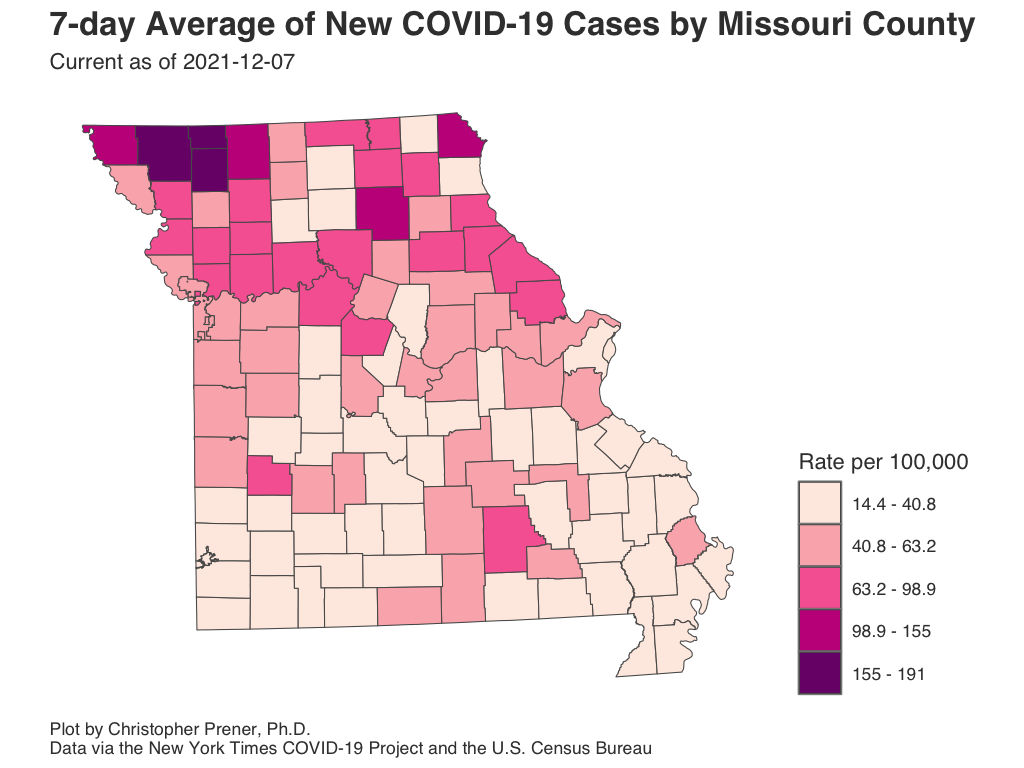 7-day Average of New COVID-19 Cases by Missouri County
Current as of 2021-12-07
Rate per 100,000
14.4 - 40.8
40.8 - 63.2
63.2 - 98.9
98.9 - 155
155 - 191
Plot by Christopher Prener, Ph.D.
Data via the New York Times COVID-19 Project and the U.S. Census Bureau